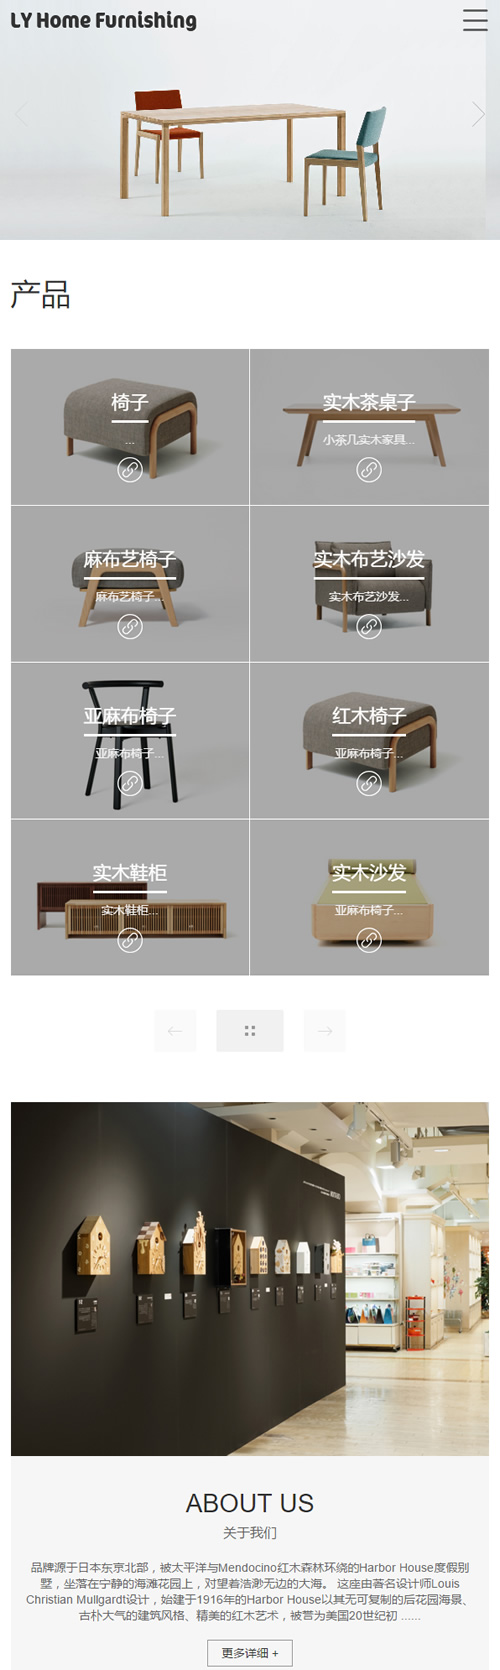 LY Home Furnishing
产品
椅子
...
实木茶桌子
小茶几实木家具...
麻布艺椅子
麻布艺椅子...
实木布艺沙发
实木布艺沙发...
亚麻布椅子
亚麻布椅子...
红木椅子
亚麻布椅子...
实木鞋柜
实木鞋柜...
实木沙发
亚麻布椅子...
ABOUT US
关于我们
品牌源于日本东京北部，被太平洋与Mendocino红木森林环绕的Harbor House度假别
墅，坐落在宁静的海滩花园上，对望着浩渺无边的大海。 这座由著名设计师Louis
Christian Mullgardt设计，始建于1916年的Harbor House以其无可复制的后花园海景、
古朴大气的建筑风格、精美的红木艺术，被誉为美国20世纪初 ......
更多详细 +